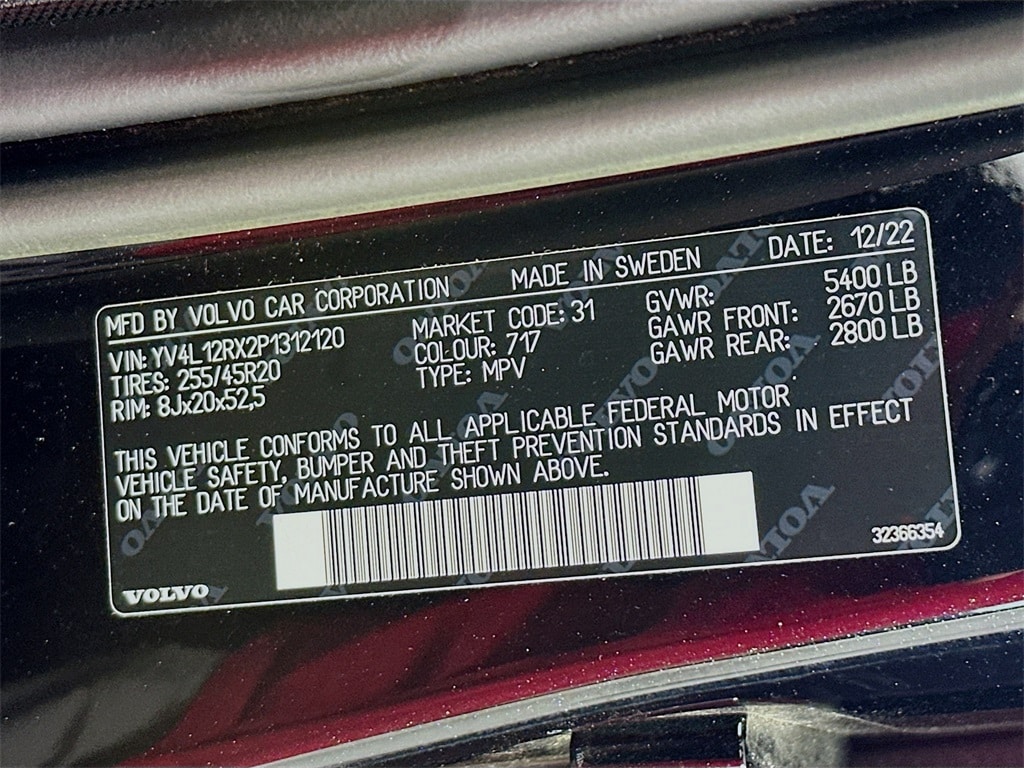 MFD BY VOLVO CAR CORPORATION MADE IN SWEDEN DATE: 12/22
VIN: YV4L12RX2P1312120 MARKET CODE: 31 GVWR: 5400 LB
TIRES: 255/45R20 COLOUR: 717 GAWR FRONT: 2670 LB
RIM: 8Jx20x52,5 TYPE: MPV GAWR REAR: 2800 LB
THIS VEHICLE CONFORMS TO ALL APPLICABLE FEDERAL MOTOR
VEHICLE SAFETY, BUMPER AND THEFT PREVENTION STANDARDS IN EFFECT
ON THE DATE OF MANUFACTURE SHOWN ABOVE.
32366354
VOLVO